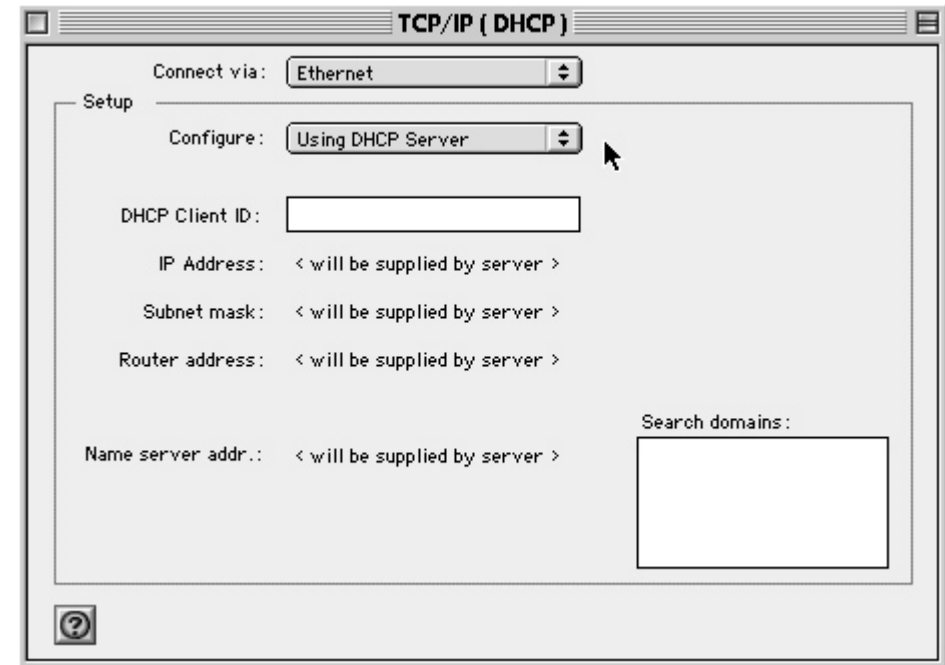 TCP/IP ( DHCP )
Connect via: Ethernet
Setup
Configure: Using DHCP Server
DHCP Client ID:
IP Address: < will be supplied by server >
Subnet mask: < will be supplied by server >
Router address: < will be supplied by server >
Search domains:
Name server addr.: < will be supplied by server >
?